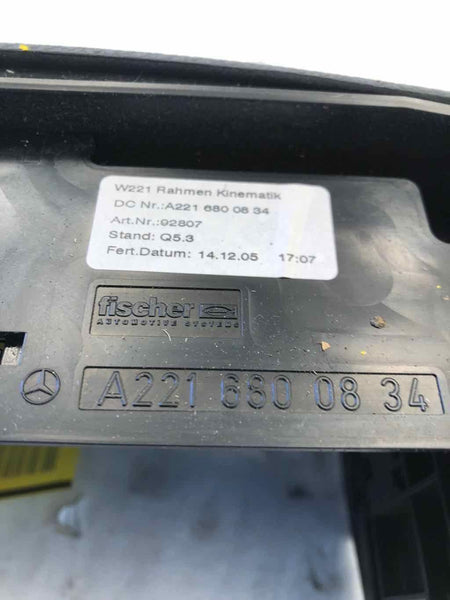 W221 Rahmen Kinematik
DC Nr.:A221 680 08 34
Art.Nr.:92807
Stand: Q5.3
Fert.Datum: 14.12.05 17:07
fischer
AUTOMOTIVE SYSTEMS
A221 680 08 34